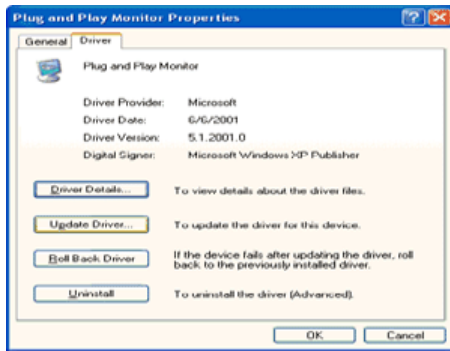 Plug and Play Monitor Properties
General Driver
Plug and Play Monitor
Driver Provider: Microsoft
Driver Date: 6/6/2001
Driver Version: 5.1.2001.0
Digital Signer: Microsoft Windows XP Publisher
Driver Details... To view details about the driver files.
Update Driver... To update the driver for this device.
Roll Back Driver If the device fails after updating the driver, roll
back to the previously installed driver.
Uninstall To uninstall the driver (Advanced).
OK Cancel